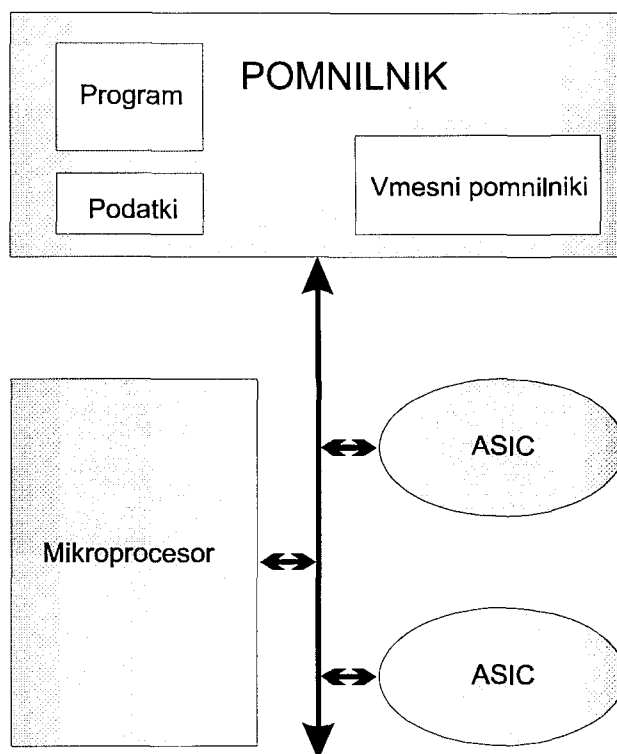 POMNILNIK
Program
Podatki
Vmesni pomnilniki
ASIC
Mikroprocesor
ASIC